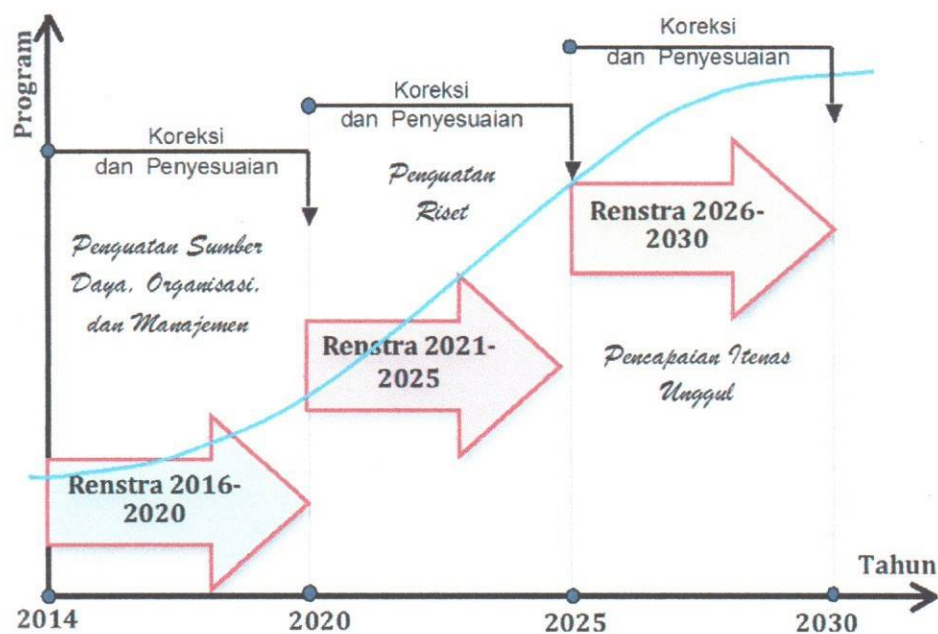 Program
Koreksi
dan Penyesuaian
Koreksi
dan Penyesuaian
Koreksi
dan Penyesuaian
Penguatan Sumber
Daya, Organisasi,
dan Manajemen
Penguatan
Riset
Renstra 2026-
2030
Renstra 2021-
2025
Pencapaian Itenas
Unggul
Renstra 2016-
2020
Tahun
2014
2020
2025
2030